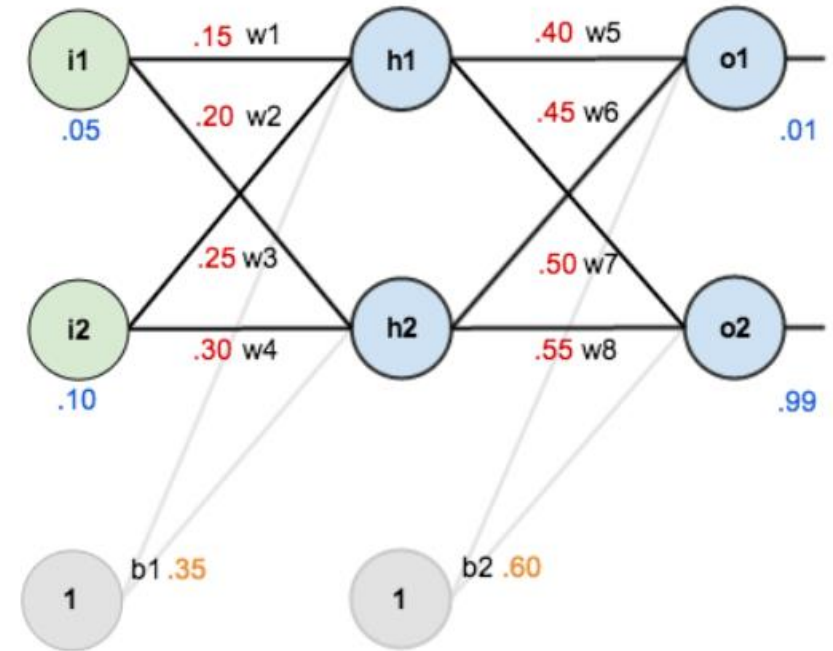 .15 w1
.40 w5
i1
h1
o1
.20 w2
.45 w6
.05
.01
.25 w3
.50 w7
i2
h2
o2
.30 w4
.55 w8
.10
.99
b1 .35
b2 .60
1
1